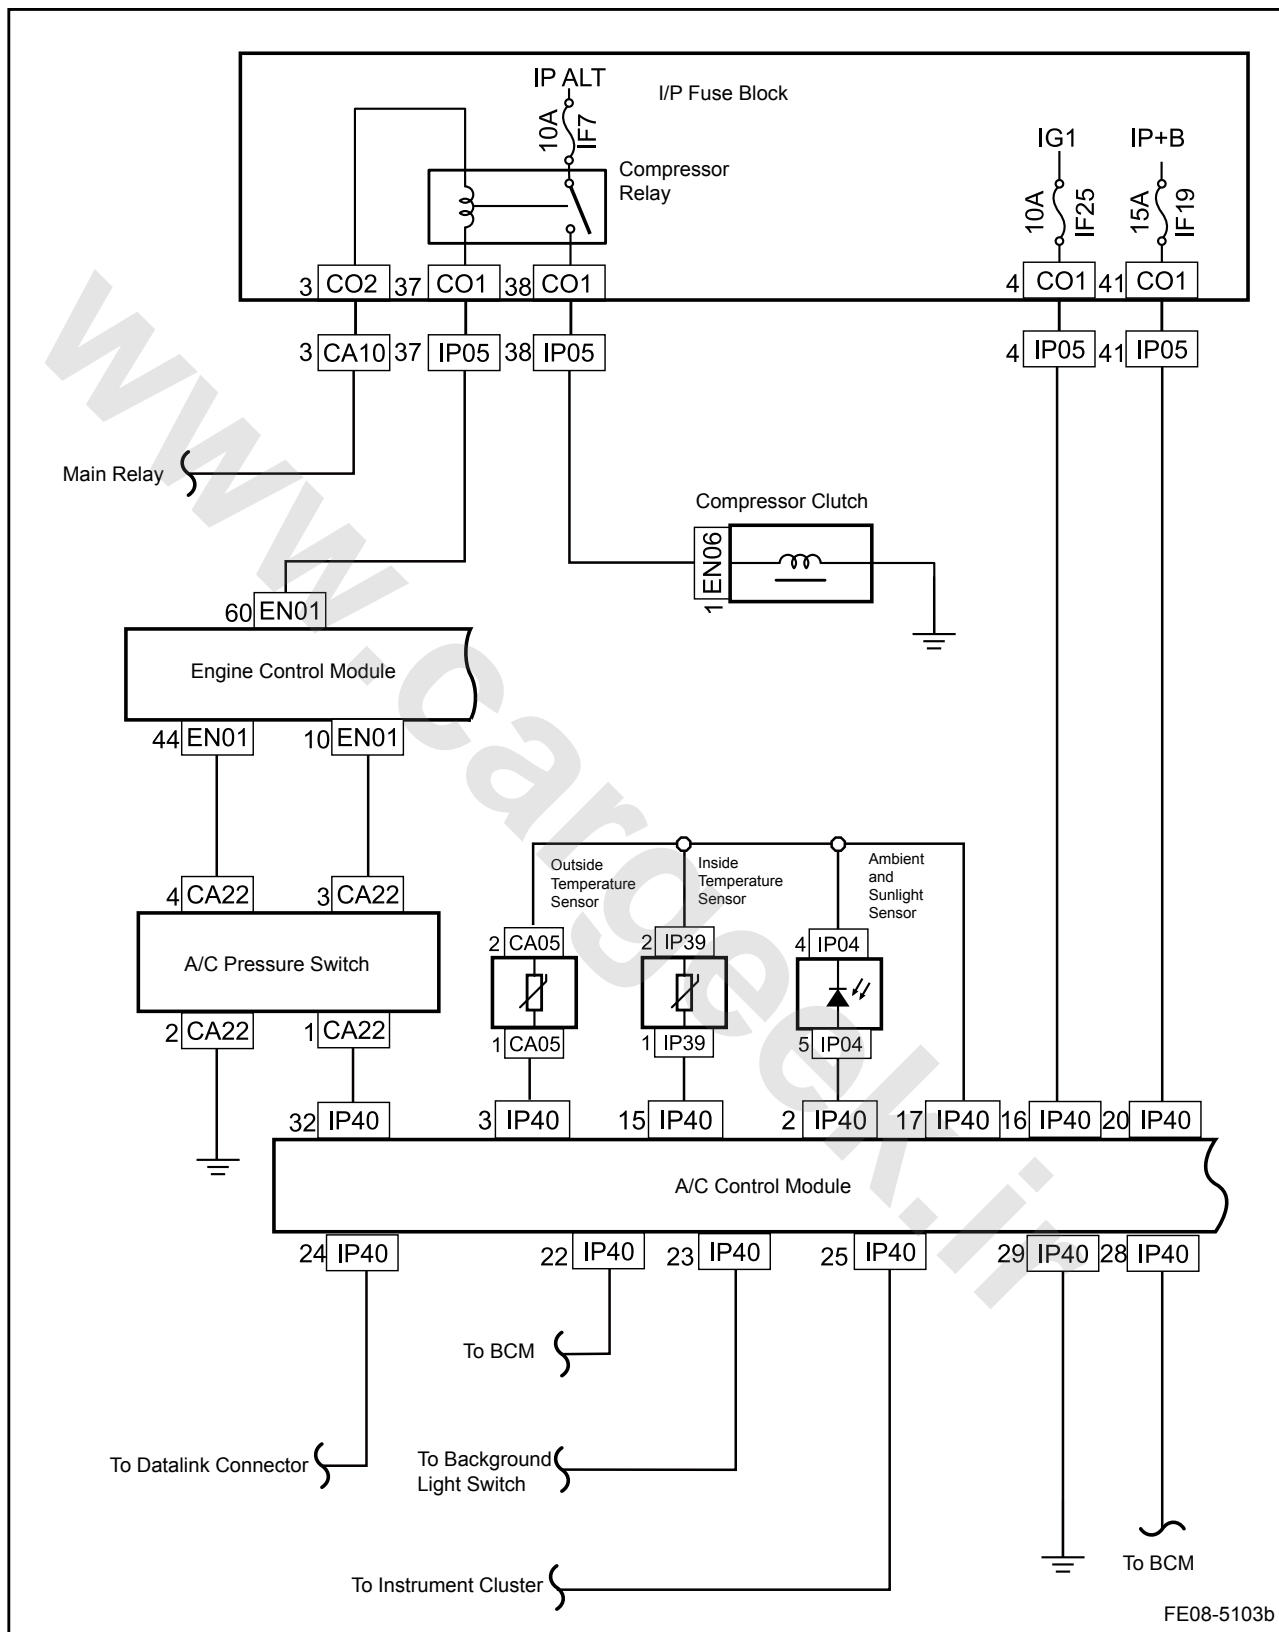 IP ALT
I/P Fuse Block
10A
IF7
IG1
IP+B
Compressor
Relay
10A
IF25
15A
IF19
3 CO2 37 CO1 38 CO1 4 CO1 41 CO1
3 CA10 37 IP05 38 IP05 4 IP05 41 IP05
Main Relay
Compressor Clutch
1 EN06
60 EN01
Engine Control Module
44 EN01 10 EN01
Outside
Temperature
Sensor
Inside
Temperature
Sensor
Ambient
and
Sunlight
Sensor
4 CA22 3 CA22
2 CA05 2 IP39 4 IP04
A/C Pressure Switch
2 CA22 1 CA22
1 CA05 1 IP39 5 IP04
32 IP40 3 IP40 15 IP40 2 IP40 17 IP40 16 IP40 20 IP40
A/C Control Module
24 IP40 22 IP40 23 IP40 25 IP40 29 IP40 28 IP40
To BCM
To Datalink Connector
To Background
Light Switch
To BCM
To Instrument Cluster
FE08-5103b
www.cargeek.ir